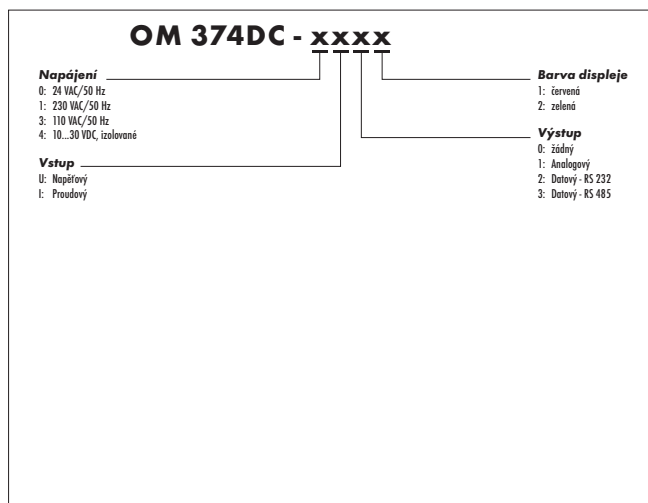 OM 374DC - xxxx
Napájení
0: 24 VAC/50 Hz
1: 230 VAC/50 Hz
3: 110 VAC/50 Hz
4: 10...30 VDC, izolované
Vstup
U: Napěťový
I: Proudový
Barva displeje
1: červená
2: zelená
Výstup
0: žádný
1: Analogový
2: Datový - RS 232
3: Datový - RS 485